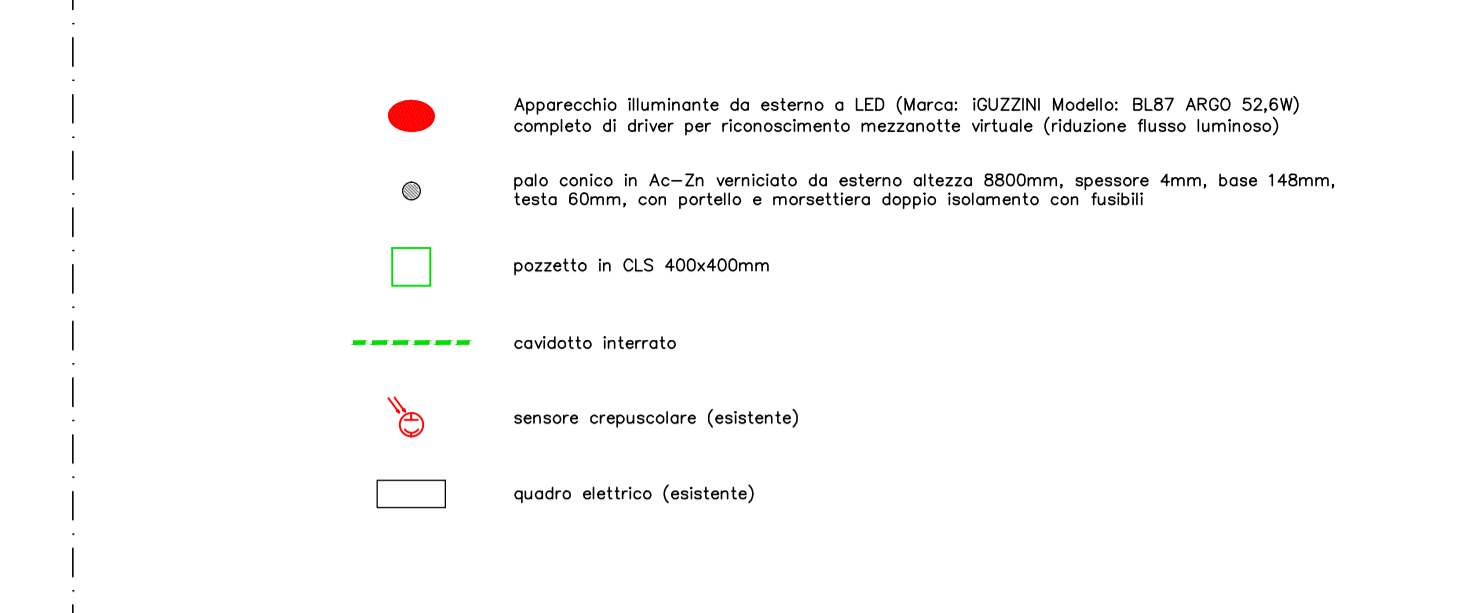 Apparecchio illuminante da esterno a LED (Marca: iGUZZINI Modello: BL87 ARGO 52,6W)
completo di driver per riconoscimento mezzanotte virtuale (riduzione flusso luminoso)
palo conico in Ac-Zn verniciato da esterno altezza 8800mm, spessore 4mm, base 148mm,
testa 60mm, con portello e morsettiera doppio isolamento con fusibili
pozzetto in CLS 400x400mm
cavidotto interrato
sensore crepuscolare (esistente)
quadro elettrico (esistente)